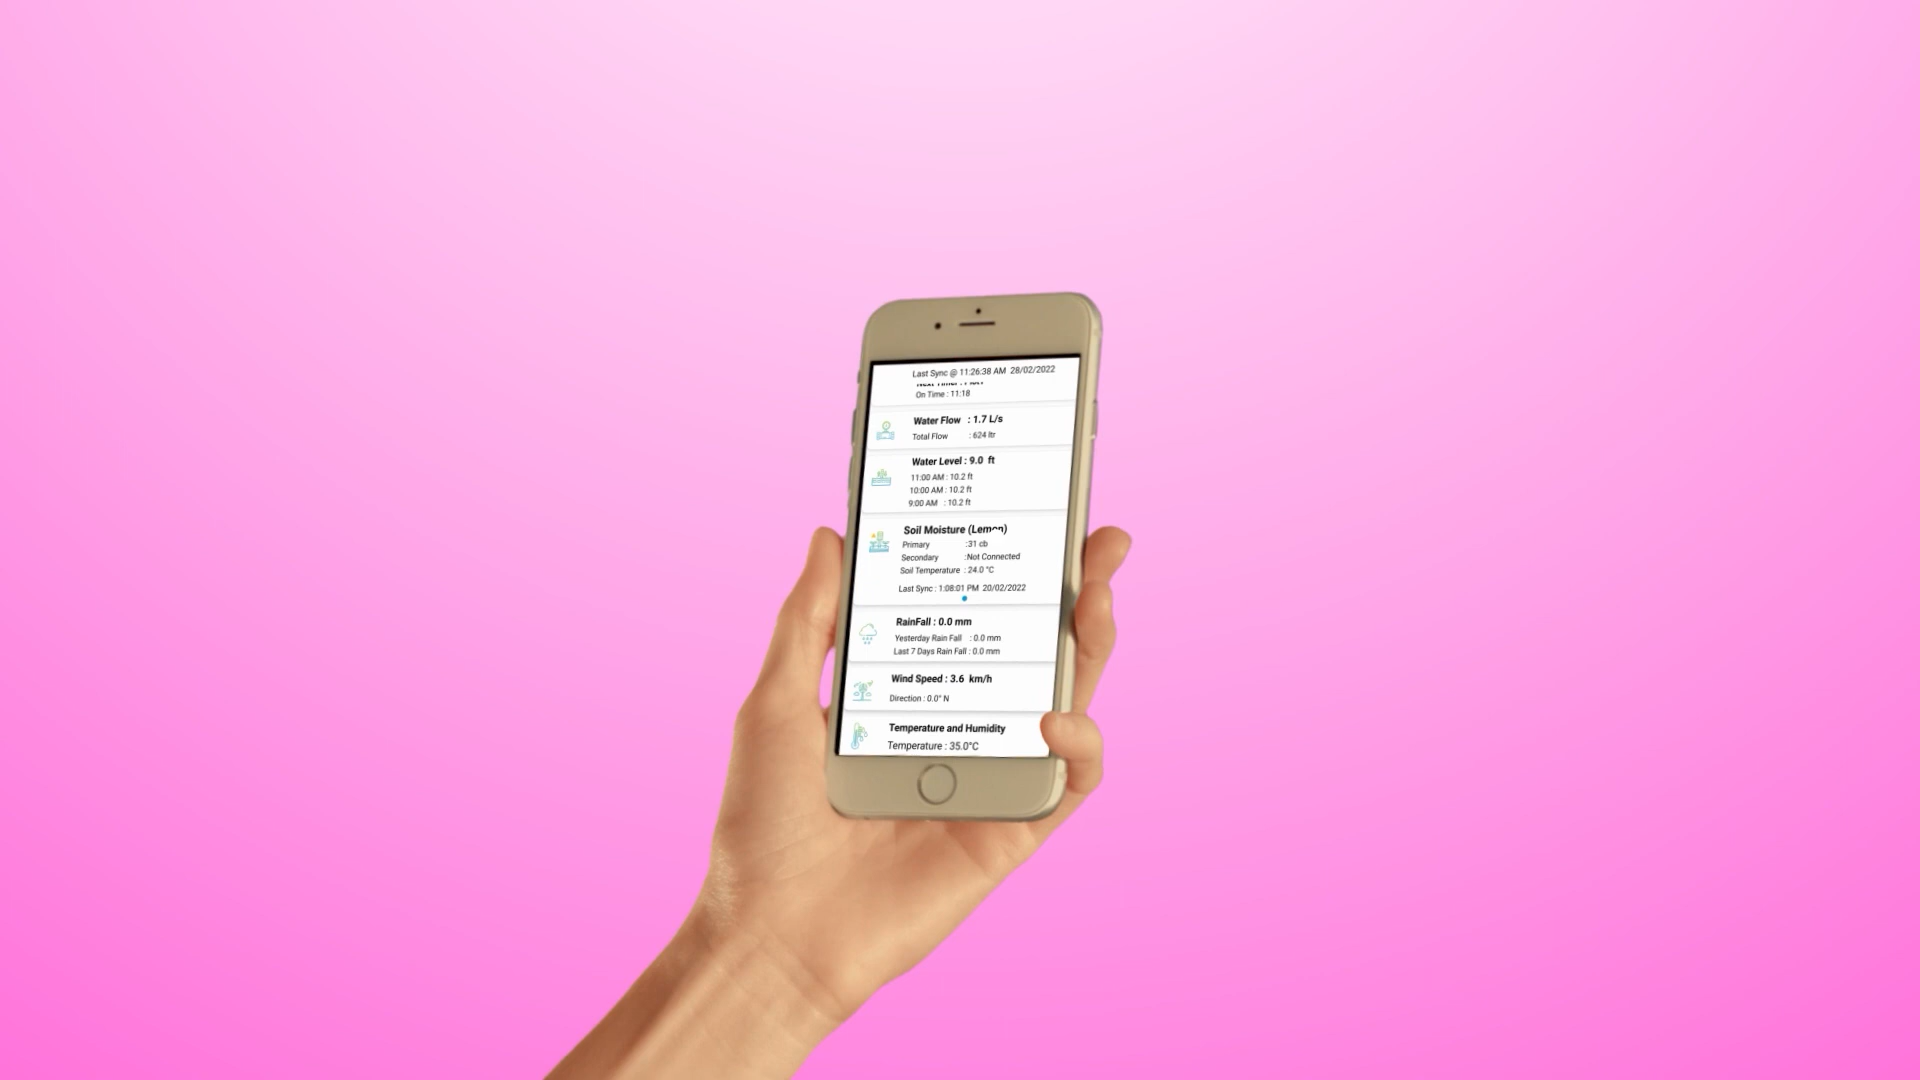 Last Sync @ 11:26:38 AM 28/02/2022
On Time : 11:18
Water Flow : 1.7 L/s
Total Flow : 624 ltr
Water Level : 9.0 ft
11:00 AM : 10.2 ft
10:00 AM : 10.2 ft
9:00 AM : 10.2 ft
Soil Moisture (Lemon)
Primary :31 cb
Secondary :Not Connected
Soil Temperature : 24.0 °C
Last Sync : 1:08:01 PM 20/02/2022
RainFall : 0.0 mm
Yesterday Rain Fall : 0.0 mm
Last 7 Days Rain Fall : 0.0 mm
Wind Speed : 3.6 km/h
Direction : 0.0° N
Temperature and Humidity
Temperature : 35.0°C